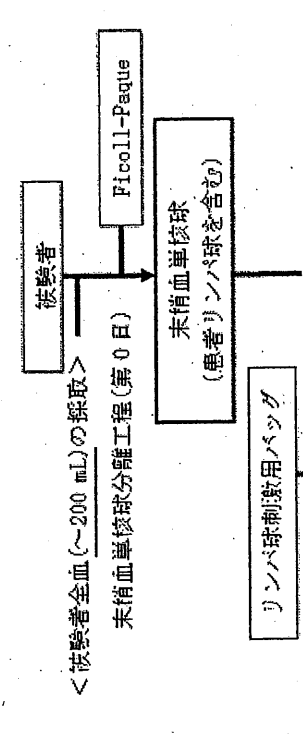 被験者
<被験者全血(~200 mL)の採取>
Ficoll-Paque
末梢血単核球分離工程(第0日)
末梢血単核球
(患者リンパ球を含む)
リンパ球刺激用バッグ